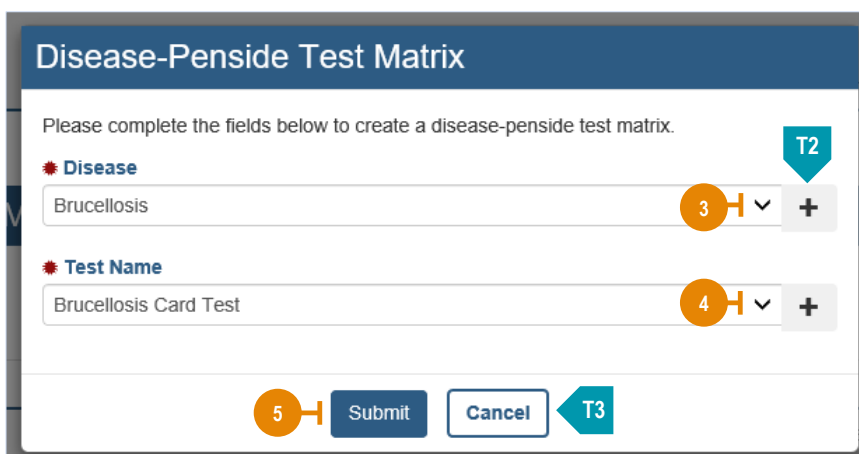 Disease-Penside Test Matrix
Please complete the fields below to create a disease-penside test matrix.
T2
Disease
Brucellosis
3
+
Test Name
Brucellosis Card Test
4
+
5
Submit
Cancel
T3